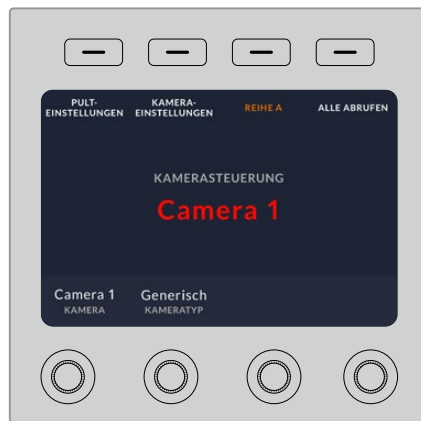 PULT-
EINSTELLUNGEN
KAMERA-
EINSTELLUNGEN
REIHE A
ALLE ABRUFEN
KAMERASTEUERUNG
Camera 1
Camera 1
KAMERA
Generisch
KAMERATYP